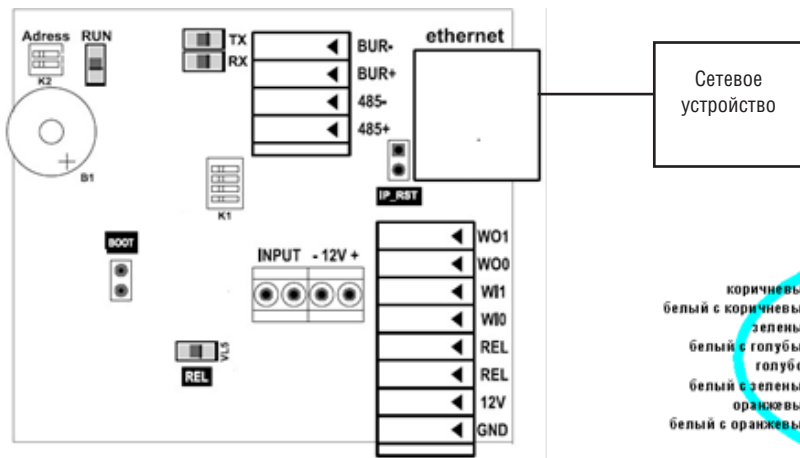 Adress RUN
K2
B1
TX
RX
BUR-
BUR+
485-
485+
ethernet
Сетевое
устройство
IP_RST
K1
BOOT
INPUT - 12V +
VL5
REL
WO1
WO0
WI1
WI0
REL
REL
12V
GND
коричневы
белый с коричневы
зелены
белый с голубы
голубо
белый с зелены
оранжевы
белый с оранжевы